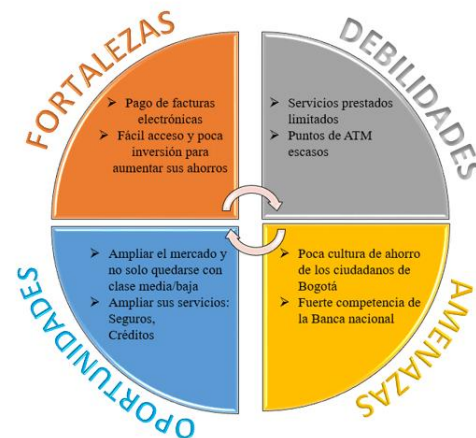 FORTALEZAS
➢ Pago de facturas
electrónicas
➢ Fácil acceso y poca
inversión para
aumentar sus ahorros
DEBILIDADES
➢ Servicios prestados
limitados
➢ Puntos de ATM
escasos
OPORTUNIDADES
➢ Ampliar el mercado y
no solo quedarse con
clase media/baja
➢ Ampliar sus servicios:
Seguros,
Créditos
AMENAZAS
➢ Poca cultura de ahorro
de los ciudadanos de
Bogotá
➢ Fuerte competencia de
la Banca nacional